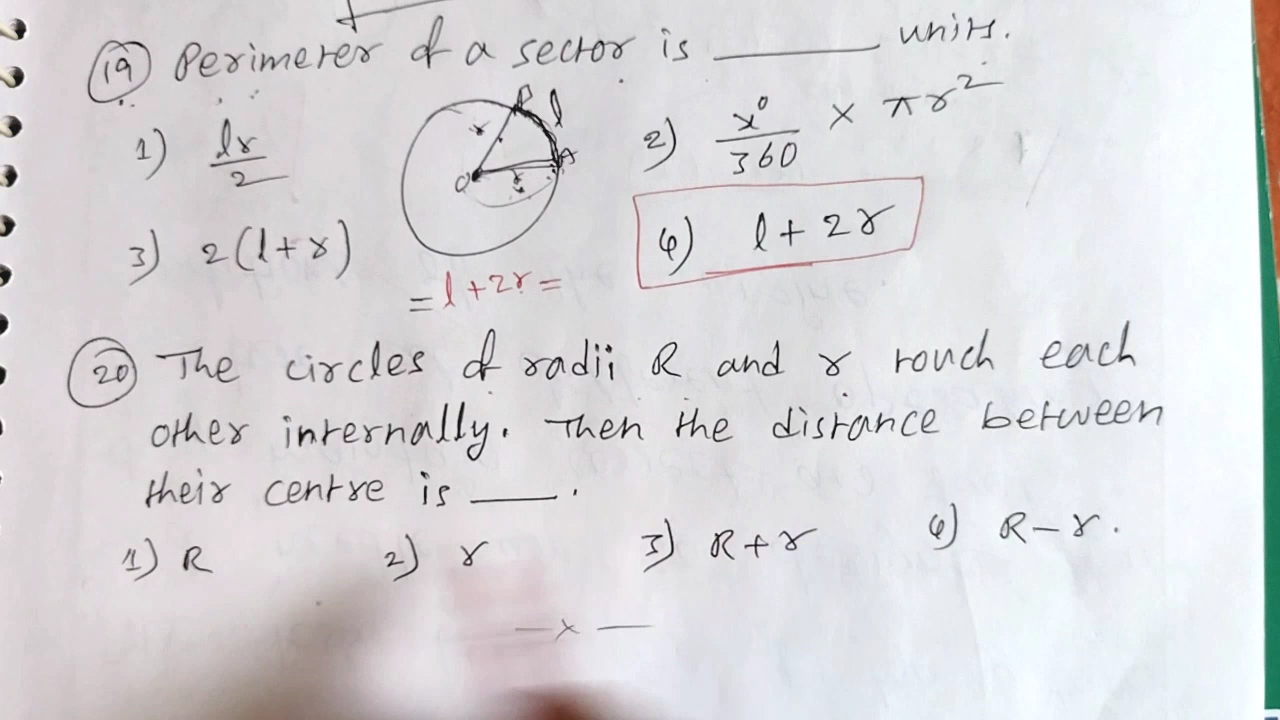 19 Perimeter of a sector is ______ units.
1) lr/2
2) x°/360 × πr²
3) 2(l+r)
4) l+2r
B
l
r
O
r
A
= l+2r =
20 The circles of radii R and r touch each
other internally. Then the distance between
their centre is ____.
1) R 2) r 3) R+r 4) R-r.
—x—